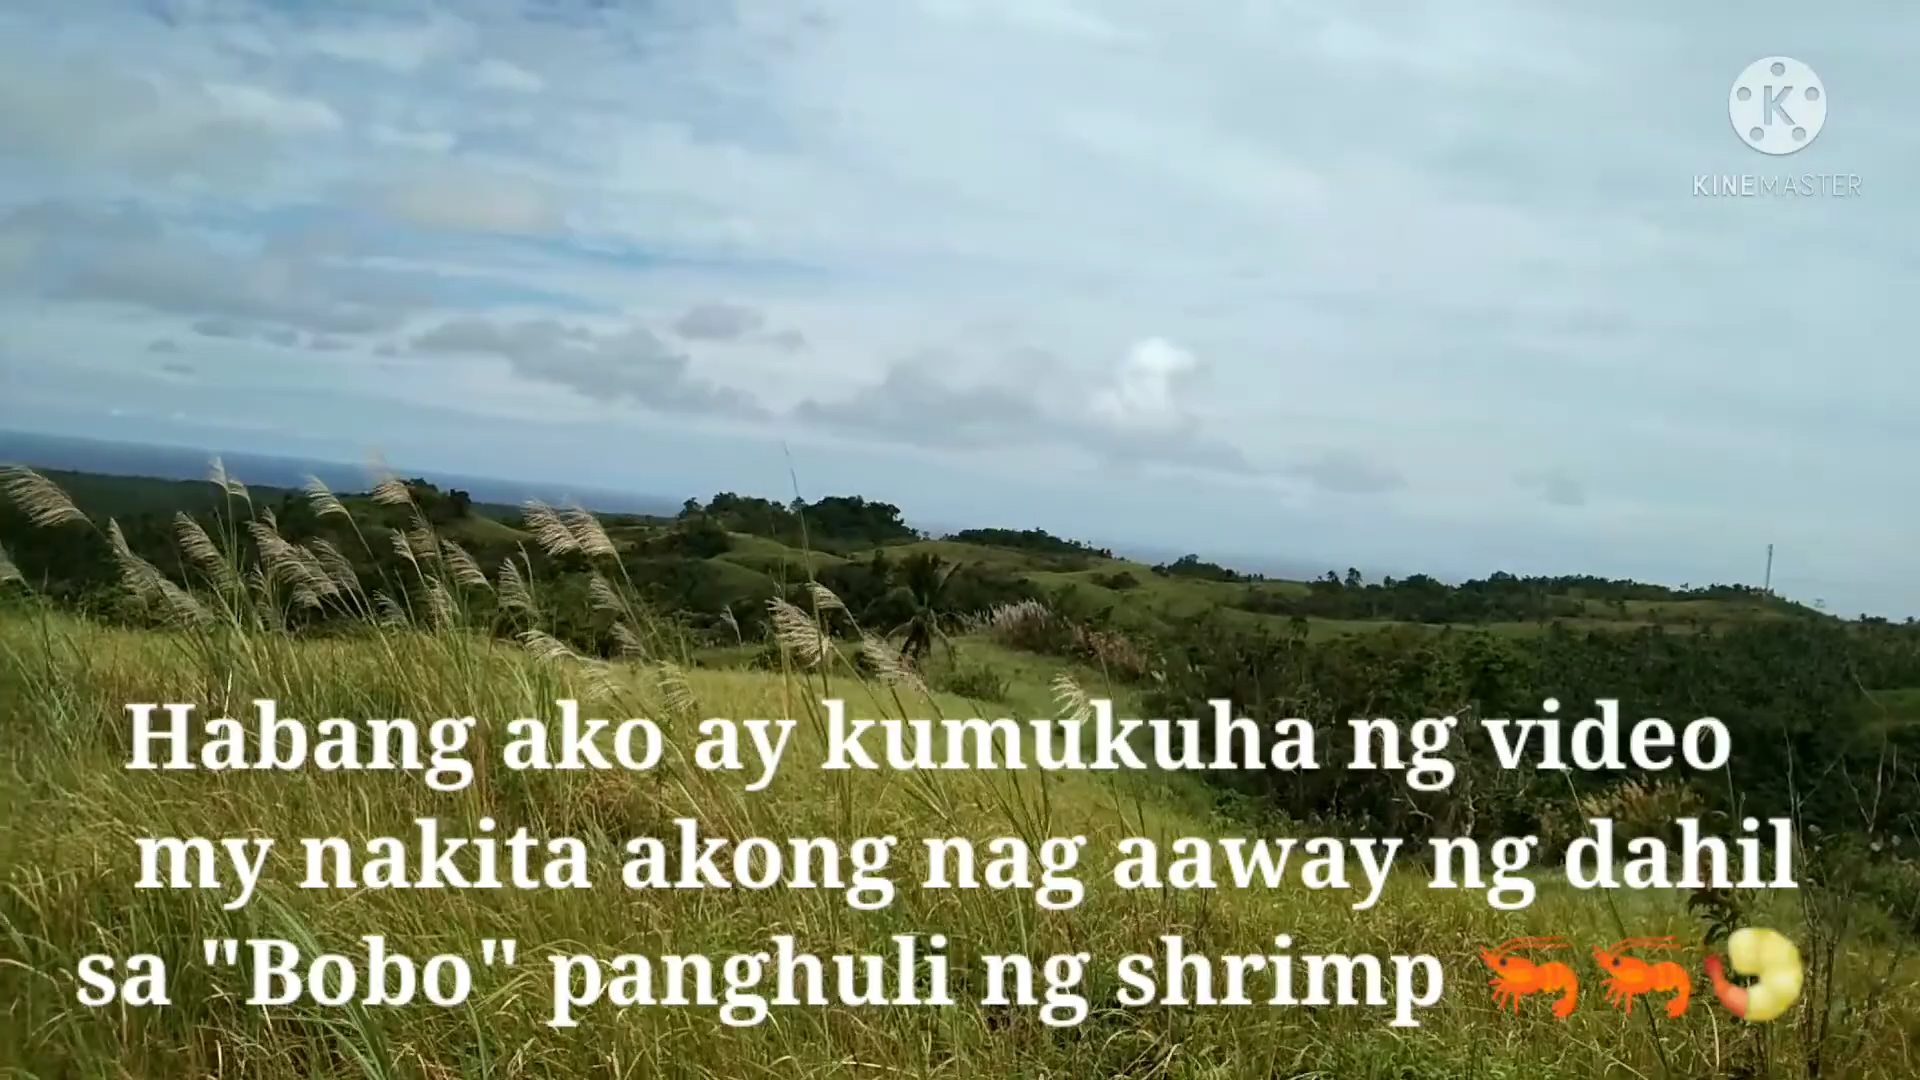 K
KINEMASTER
Habang ako ay kumukuha ng video
my nakita akong nag aaway ng dahil
sa "Bobo" panghuli ng shrimp 🦐🦐🍤